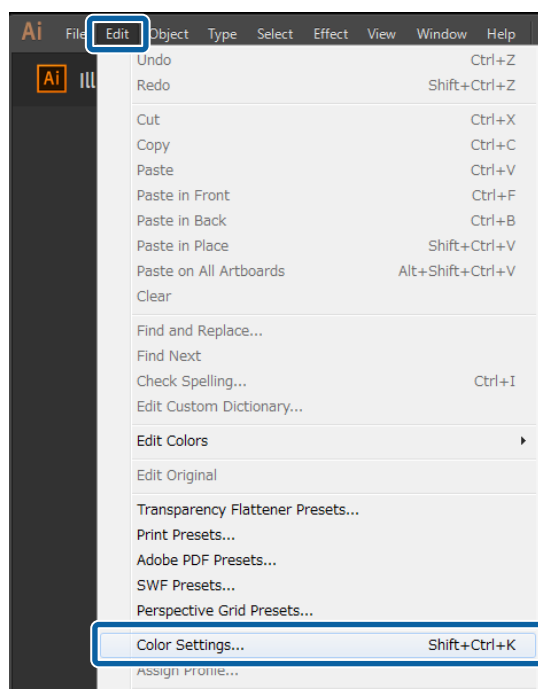 Ai File Edit Object Type Select Effect View Window Help
Ai Ill
Undo Ctrl+Z
Redo Shift+Ctrl+Z
Cut Ctrl+X
Copy Ctrl+C
Paste Ctrl+V
Paste in Front Ctrl+F
Paste in Back Ctrl+B
Paste in Place Shift+Ctrl+V
Paste on All Artboards Alt+Shift+Ctrl+V
Clear
Find and Replace...
Find Next
Check Spelling... Ctrl+I
Edit Custom Dictionary...
Edit Colors
Edit Original
Transparency Flattener Presets...
Print Presets...
Adobe PDF Presets...
SWF Presets...
Perspective Grid Presets...
Color Settings... Shift+Ctrl+K
Assign Profile...